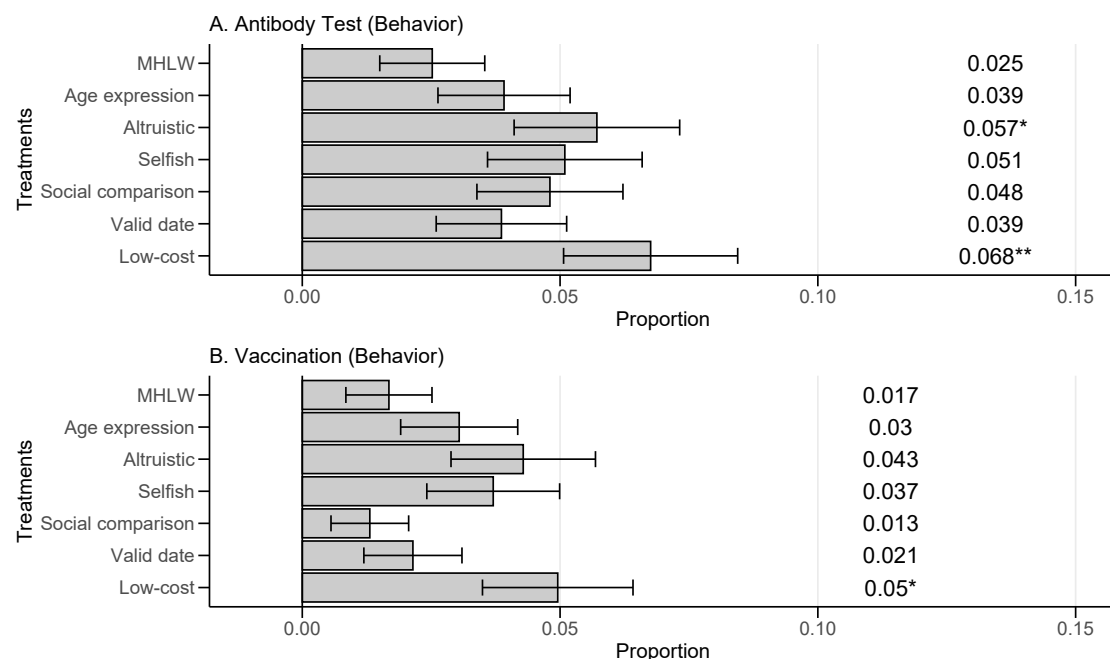 A. Antibody Test (Behavior)
Treatments
MHLW 0.025
Age expression 0.039
Altruistic 0.057*
Selfish 0.051
Social comparison 0.048
Valid date 0.039
Low-cost 0.068**
0.00 0.05 0.10 0.15
Proportion
B. Vaccination (Behavior)
Treatments
MHLW 0.017
Age expression 0.03
Altruistic 0.043
Selfish 0.037
Social comparison 0.013
Valid date 0.021
Low-cost 0.05*
0.00 0.05 0.10 0.15
Proportion